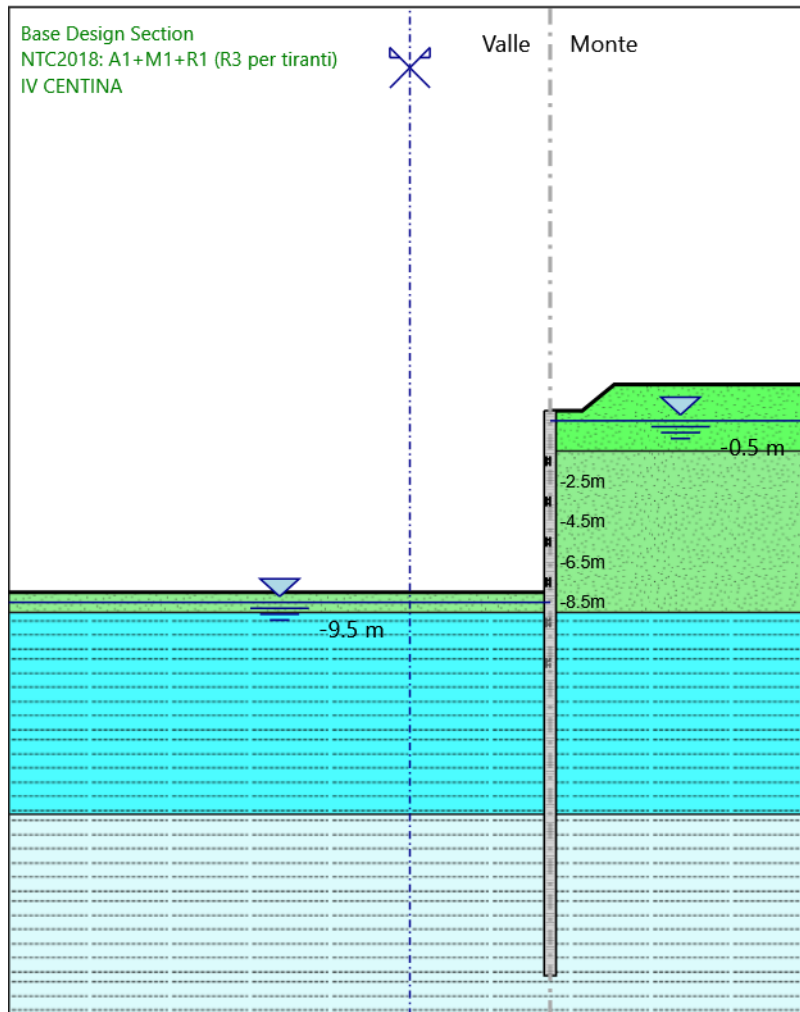 Base Design Section
NTC2018: A1+M1+R1 (R3 per tiranti)
IV CENTINA
Valle
Monte
-0.5 m
-2.5m
-4.5m
-6.5m
-8.5m
-9.5 m